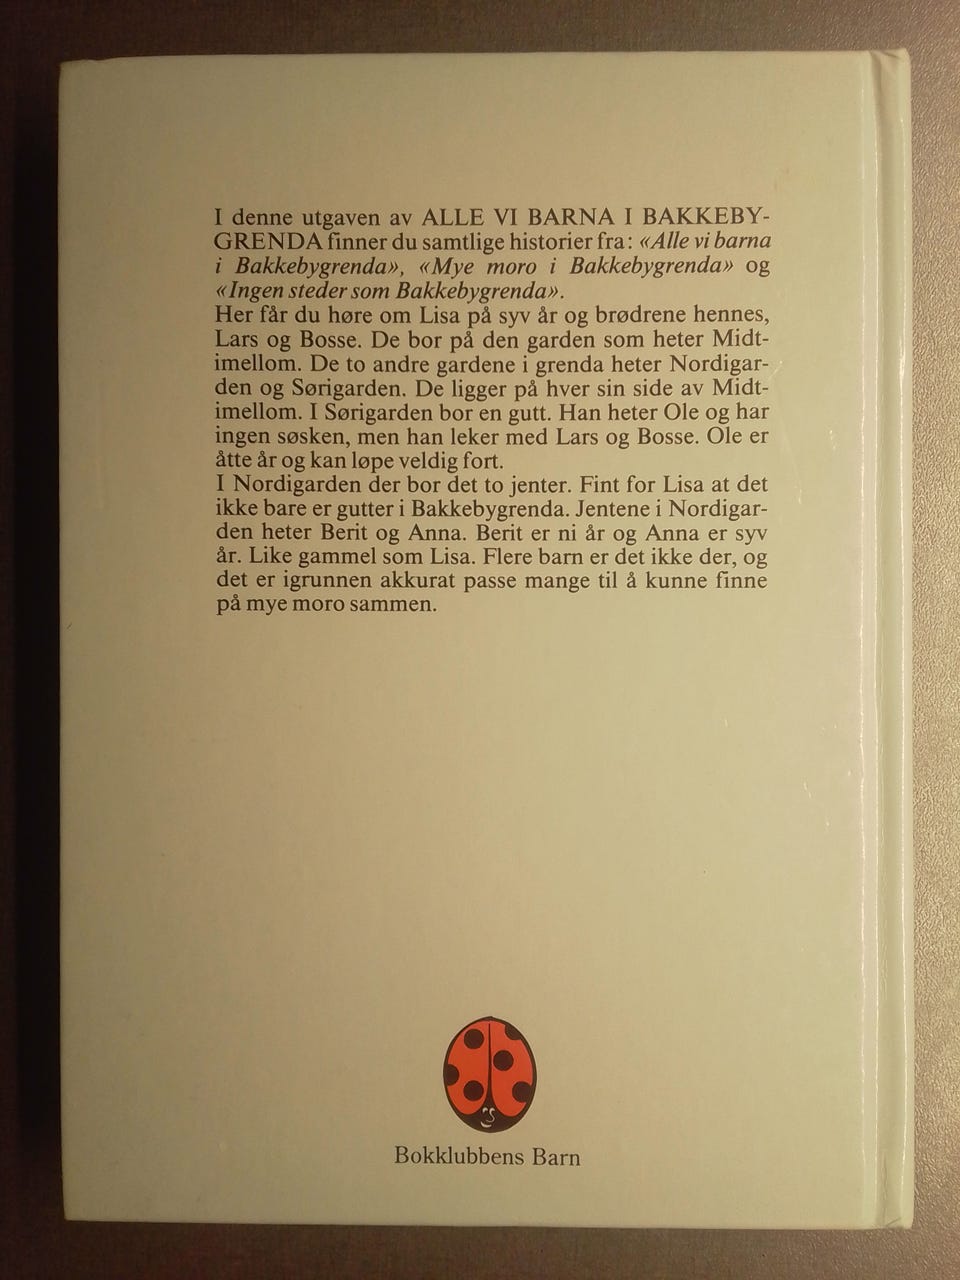 I denne utgaven av ALLE VI BARNA I BAKKEBY-
GRENDA finner du samtlige historier fra: «Alle vi barna
i Bakkebygrenda», «Mye moro i Bakkebygrenda» og
«Ingen steder som Bakkebygrenda».
Her får du høre om Lisa på syv år og brødrene hennes,
Lars og Bosse. De bor på den garden som heter Midt-
imellom. De to andre gardene i grenda heter Nordigar-
den og Sørigarden. De ligger på hver sin side av Midt-
imellom. I Sørigarden bor en gutt. Han heter Ole og har
ingen søsken, men han leker med Lars og Bosse. Ole er
åtte år og kan løpe veldig fort.
I Nordigarden der bor det to jenter. Fint for Lisa at det
ikke bare er gutter i Bakkebygrenda. Jentene i Nordigar-
den heter Berit og Anna. Berit er ni år og Anna er syv
år. Like gammel som Lisa. Flere barn er det ikke der, og
det er igrunnen akkurat passe mange til å kunne finne
på mye moro sammen.
Bokklubbens Barn